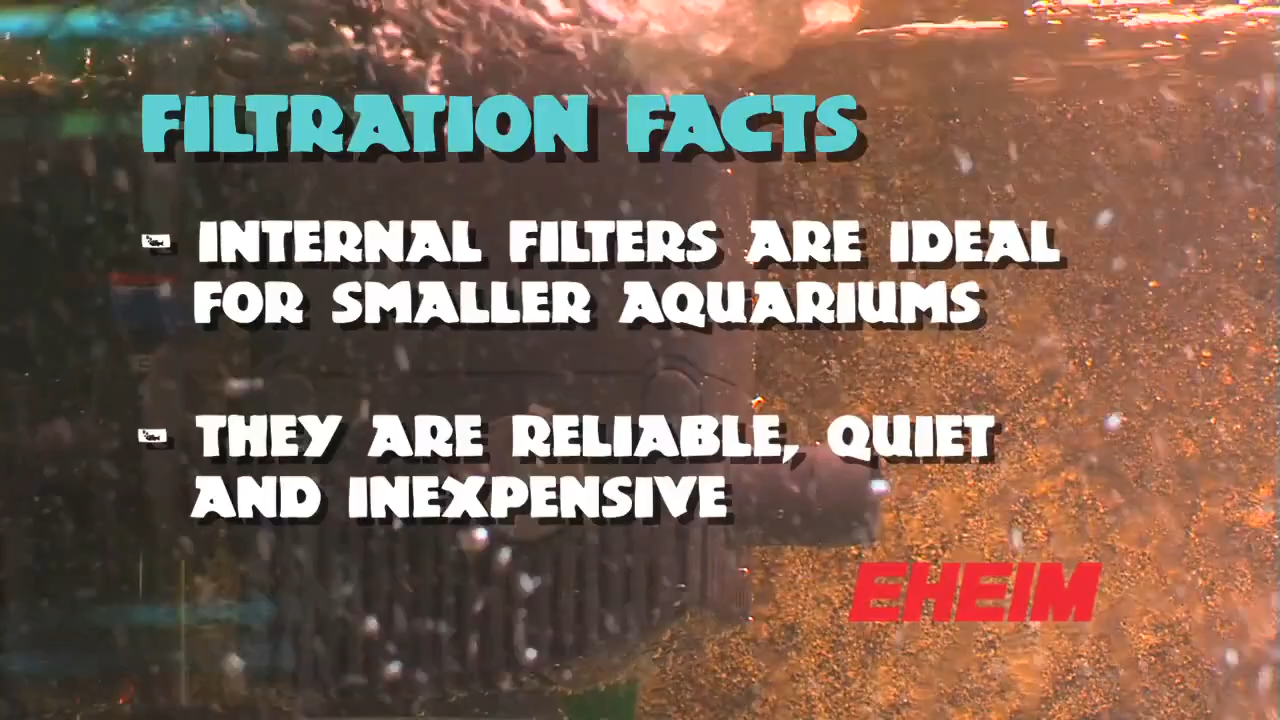 FILTRATION FACTS
- INTERNAL FILTERS ARE IDEAL
FOR SMALLER AQUARIUMS
- THEY ARE RELIABLE, QUIET
AND INEXPENSIVE
EHEIM